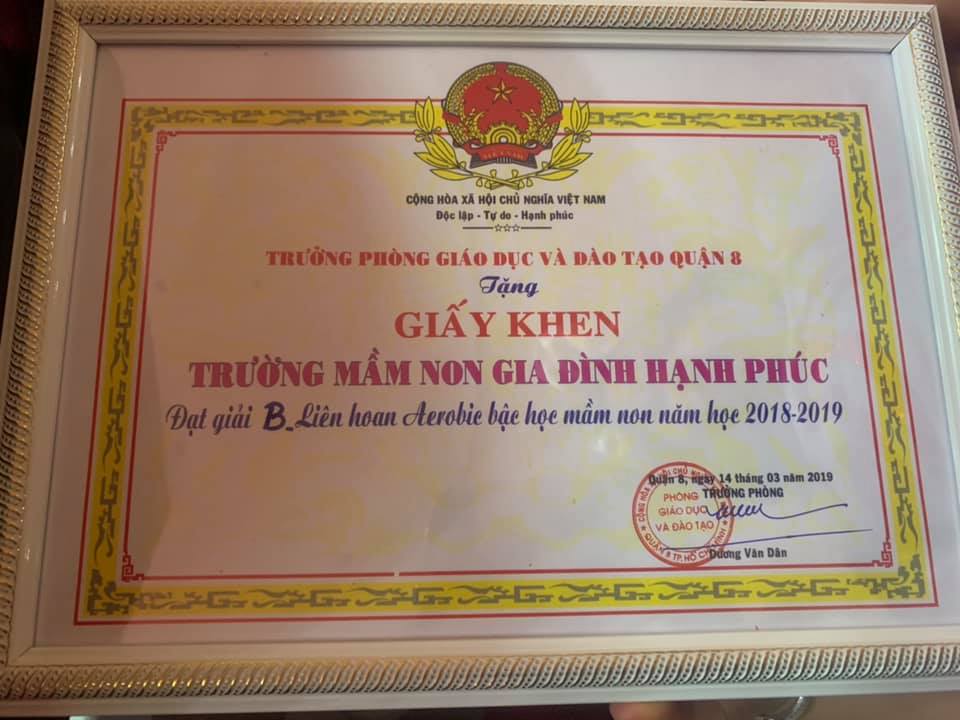 VIỆT NAM
CỘNG HÒA XÃ HỘI CHỦ NGHĨA VIỆT NAM
Độc lập - Tự do - Hạnh phúc
TRƯỞNG PHÒNG GIÁO DỤC VÀ ĐÀO TẠO QUẬN 8
Tặng
GIẤY KHEN
TRƯỜNG MẦM NON GIA ĐÌNH HẠNH PHÚC
Đạt giải B_Liên hoan Aerobic bậc học mầm non năm học 2018-2019
Quận 8, ngày 14 tháng 03 năm 2019
TRƯỞNG PHÒNG
PHÒNG
GIÁO DỤC
VÀ ĐÀO TẠO
Dương Văn Dân